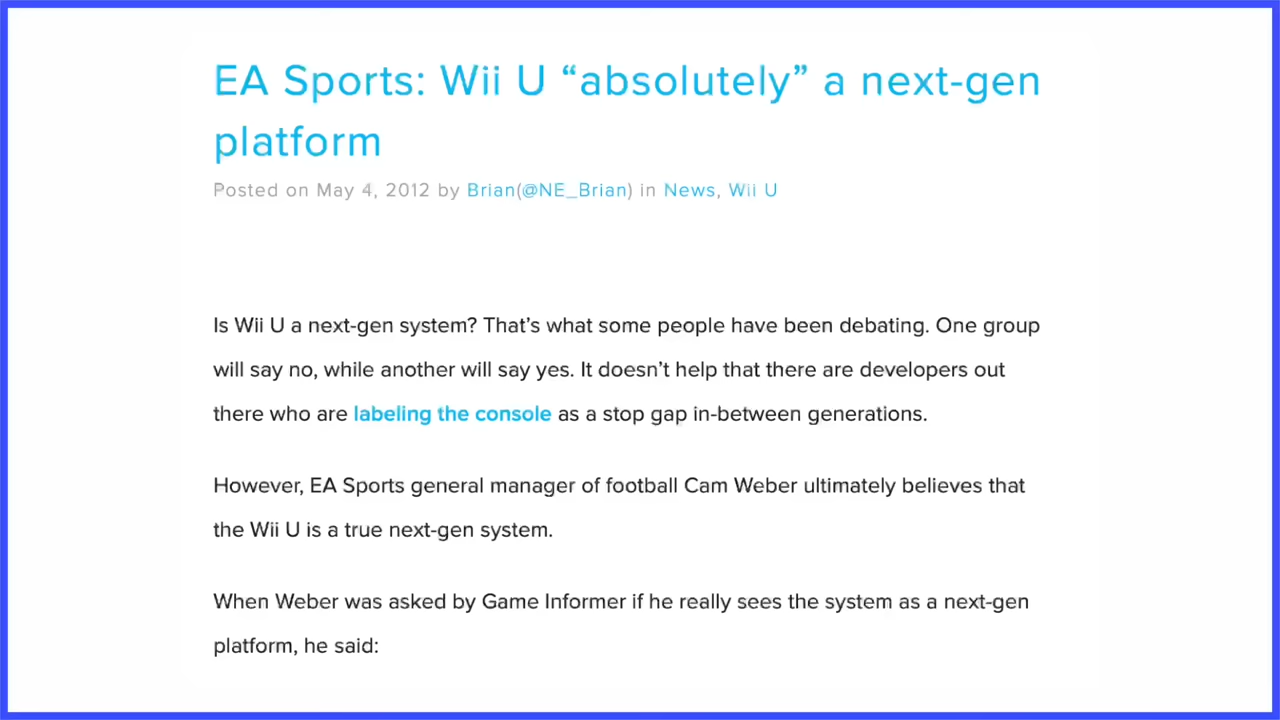 EA Sports: Wii U “absolutely” a next-gen
platform
Posted on May 4, 2012 by Brian(@NE_Brian) in News, Wii U
Is Wii U a next-gen system? That’s what some people have been debating. One group
will say no, while another will say yes. It doesn’t help that there are developers out
there who are labeling the console as a stop gap in-between generations.
However, EA Sports general manager of football Cam Weber ultimately believes that
the Wii U is a true next-gen system.
When Weber was asked by Game Informer if he really sees the system as a next-gen
platform, he said: